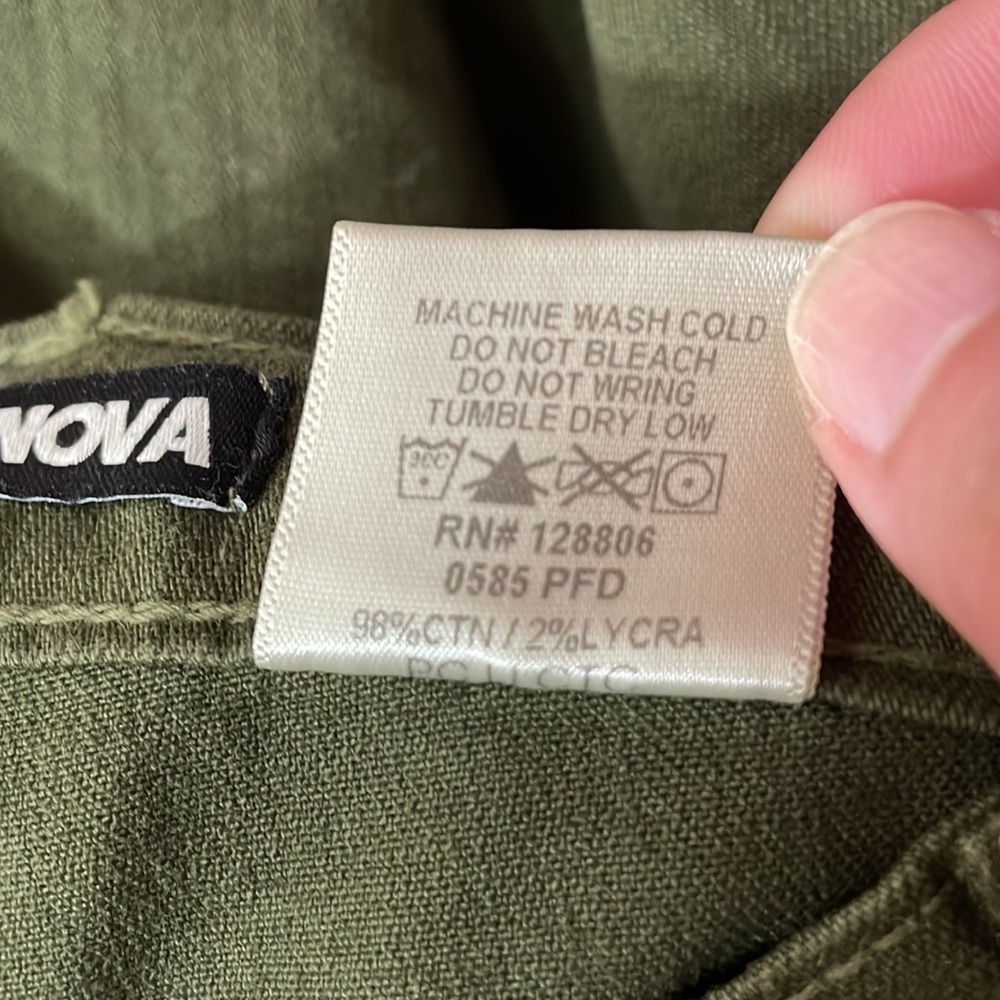 NOVA
MACHINE WASH COLD
DO NOT BLEACH
DO NOT WRING
TUMBLE DRY LOW
30C
RN# 128806
0585 PFD
98%CTN / 2%LYCRA